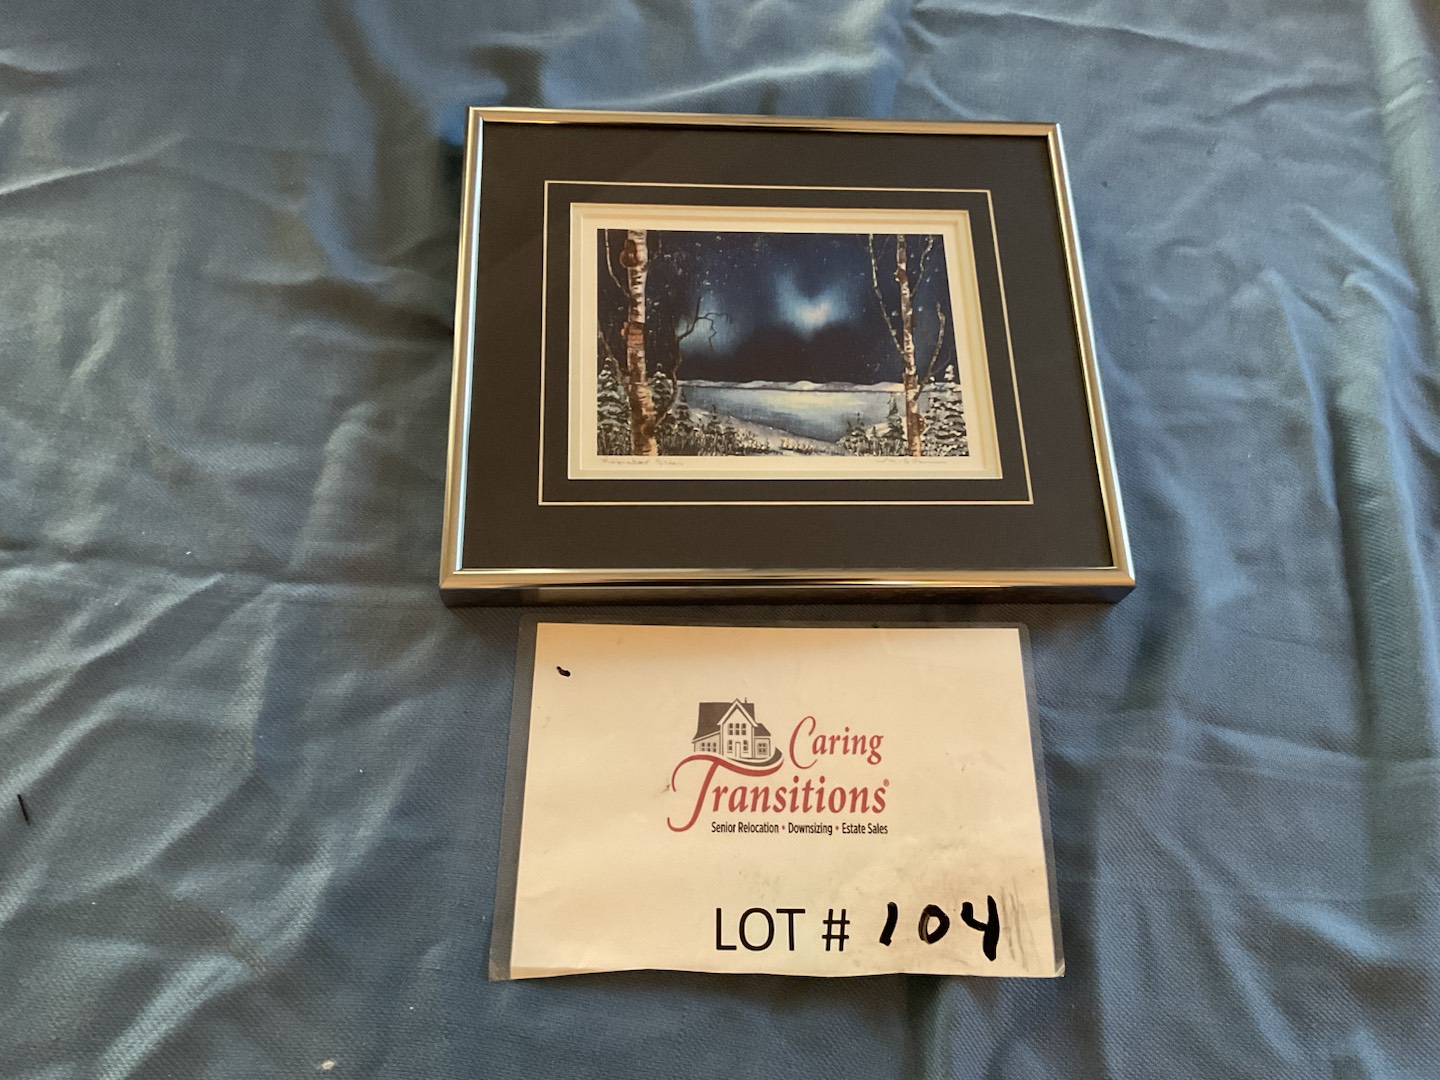 Caring
Transitions®
Senior Relocation • Downsizing • Estate Sales
LOT # 104